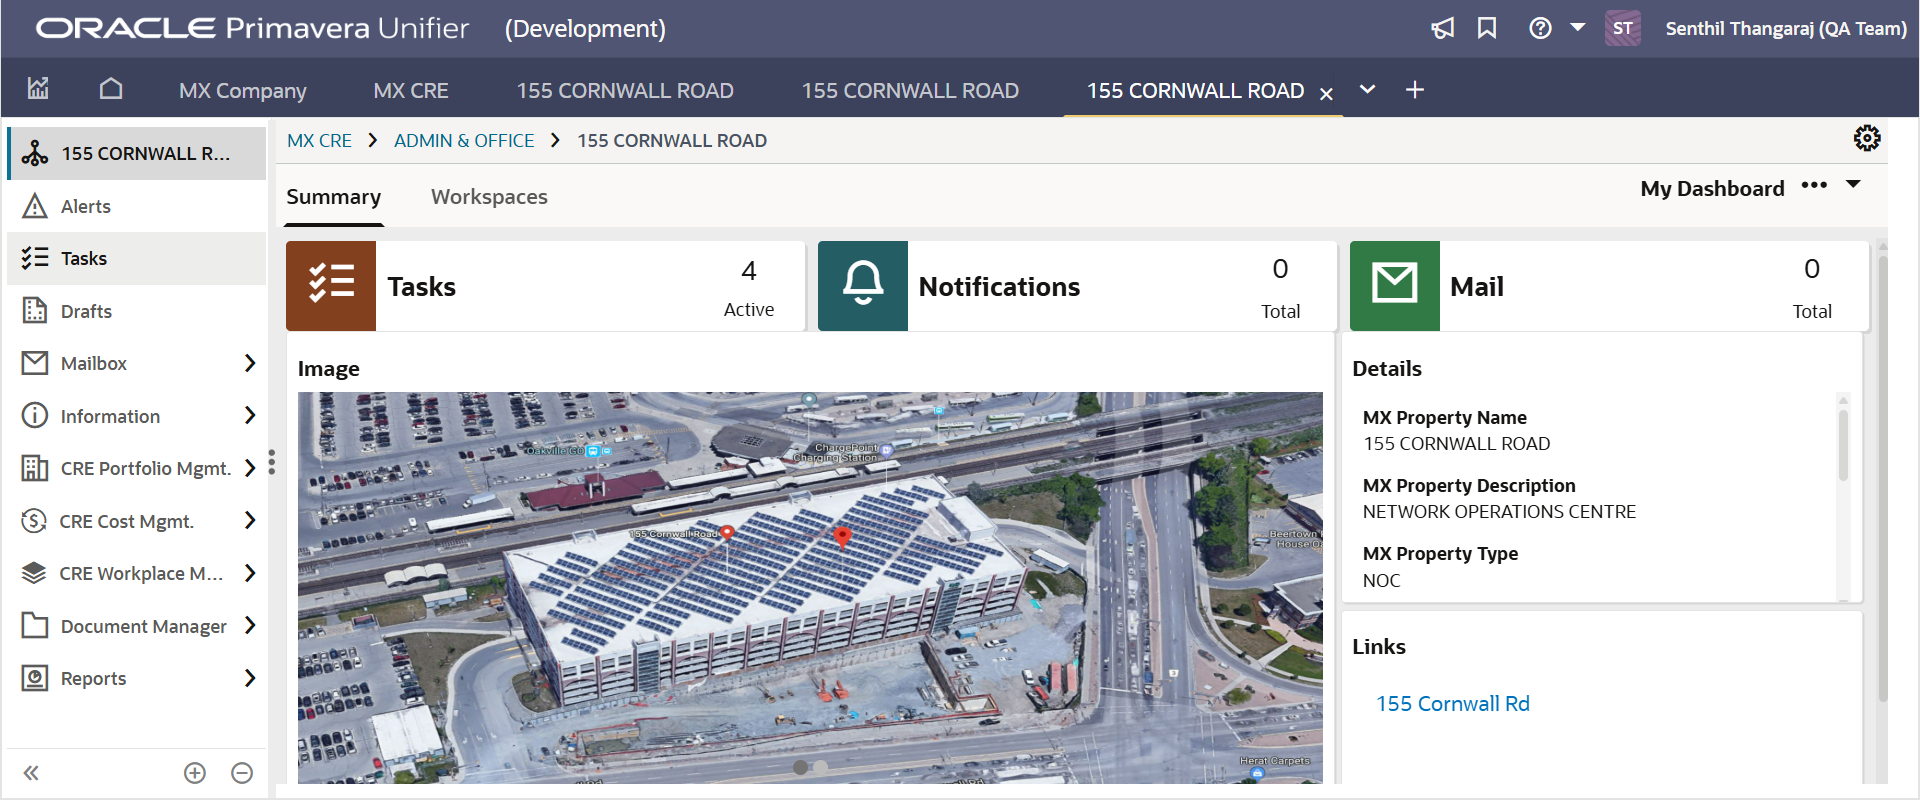 ORACLE Primavera Unifier (Development)
ST Senthil Thangaraj (QA Team)
MX Company MX CRE 155 CORNWALL ROAD 155 CORNWALL ROAD 155 CORNWALL ROAD
155 CORNWALL R...
Alerts
Tasks
Drafts
Mailbox
Information
CRE Portfolio Mgmt.
CRE Cost Mgmt.
CRE Workplace M...
Document Manager
Reports
MX CRE ADMIN & OFFICE 155 CORNWALL ROAD
Summary Workspaces
My Dashboard
Tasks
4
Active
Notifications
0
Total
Mail
0
Total
Image
ChargePoint
Charging Station
Oakville GO
155 Cornwall Road
Beertown
House
Herat Carpets
Details
MX Property Name
155 CORNWALL ROAD
MX Property Description
NETWORK OPERATIONS CENTRE
MX Property Type
NOC
Links
155 Cornwall Rd